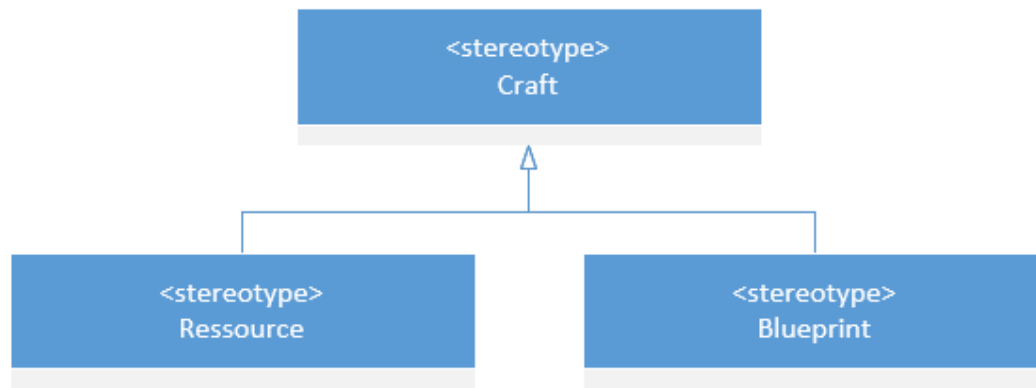 <stereotype>
Craft
<stereotype>
Ressource
<stereotype>
Blueprint